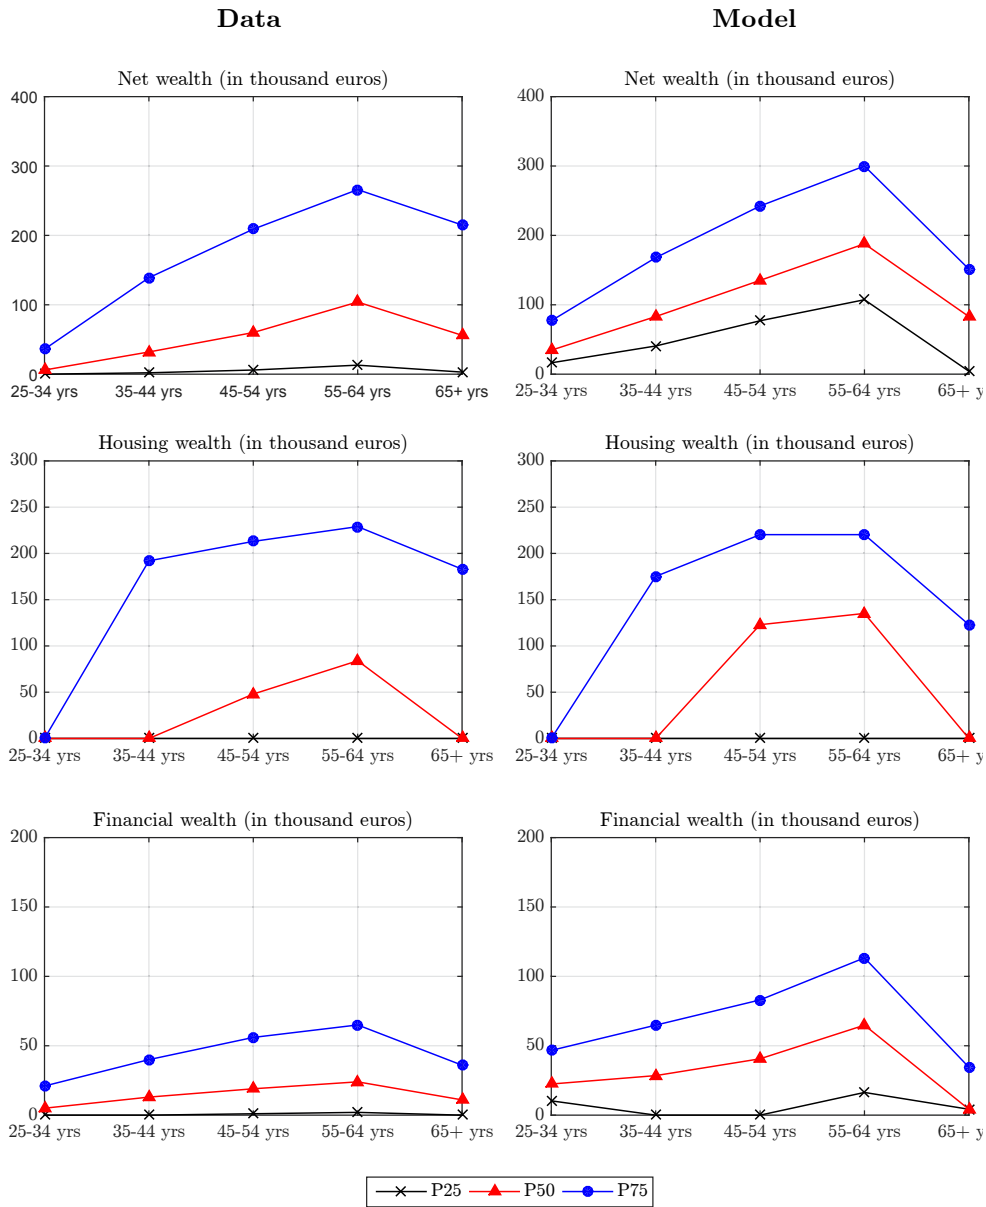 Data
Model
Net wealth (in thousand euros)
400
300
200
100
0
25-34 yrs 35-44 yrs 45-54 yrs 55-64 yrs 65+ yrs
Net wealth (in thousand euros)
400
300
200
100
0
25-34 yrs 35-44 yrs 45-54 yrs 55-64 yrs 65+ y
Housing wealth (in thousand euros)
300
250
200
150
100
50
0
25-34 yrs 35-44 yrs 45-54 yrs 55-64 yrs 65+ yrs
Housing wealth (in thousand euros)
300
250
200
150
100
50
0
25-34 yrs 35-44 yrs 45-54 yrs 55-64 yrs 65+ y
Financial wealth (in thousand euros)
200
150
100
50
0
25-34 yrs 35-44 yrs 45-54 yrs 55-64 yrs 65+ yrs
Financial wealth (in thousand euros)
200
150
100
50
0
25-34 yrs 35-44 yrs 45-54 yrs 55-64 yrs 65+ y
P25 P50 P75